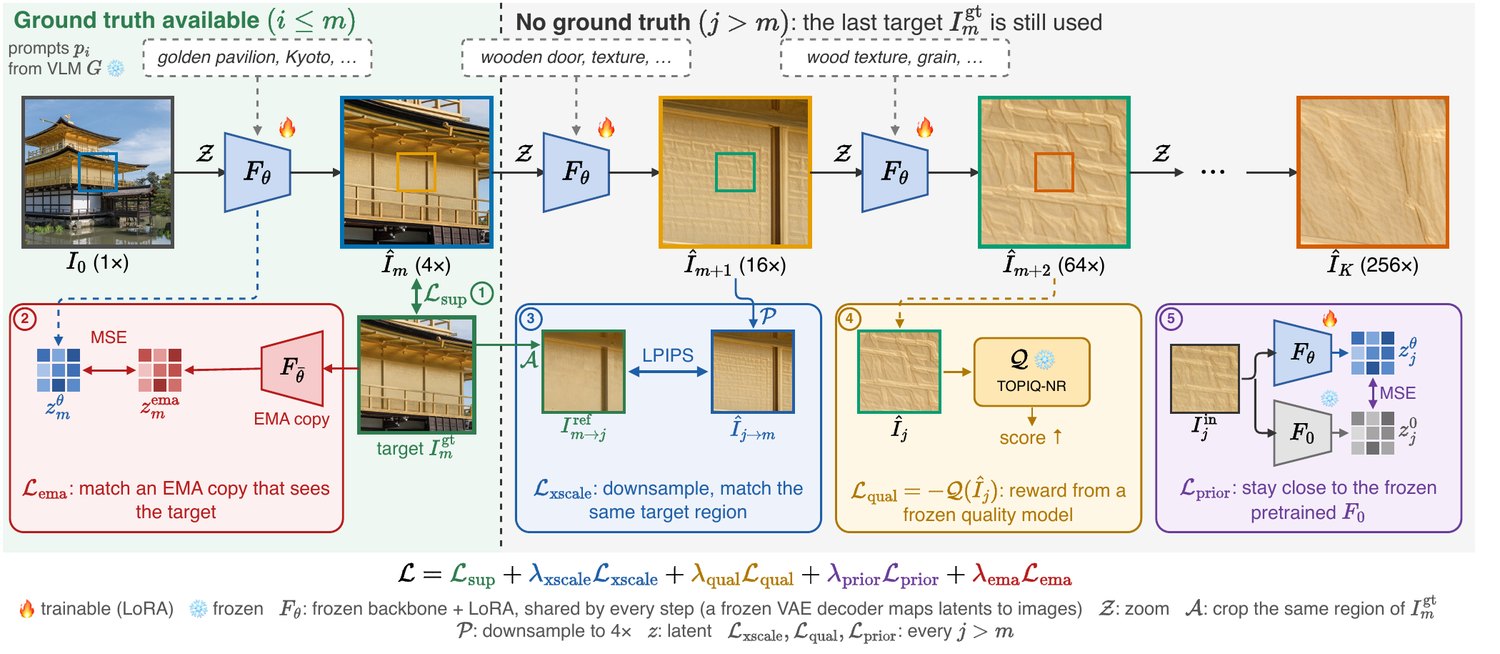 Ground truth available (i ≤ m)
No ground truth (j > m): the last target I_m^gt is still used
prompts p_i
from VLM G
golden pavilion, Kyoto, …
wooden door, texture, …
wood texture, grain, …
Z
F_θ
Z
F_θ
Z
F_θ
Z
…
I_0 (1×)
Î_m (4×)
Î_{m+1} (16×)
Î_{m+2} (64×)
Î_K (256×)
L_sup 1
2
MSE
z_m^θ
z_m^ema
F_θ̄
EMA copy
target I_m^gt
L_ema: match an EMA copy that sees
the target
3
A
P
LPIPS
I_{m→j}^ref
Î_{j→m}
L_xscale: downsample, match the
same target region
4
Î_j
Q
TOPIQ-NR
score ↑
L_qual = −Q(Î_j): reward from a
frozen quality model
5
I_j^in
F_θ
z_j^θ
MSE
F_0
z_j^0
L_prior: stay close to the frozen
pretrained F_0
L = L_sup + λ_xscale L_xscale + λ_qual L_qual + λ_prior L_prior + λ_ema L_ema
trainable (LoRA) frozen F_θ: frozen backbone + LoRA, shared by every step (a frozen VAE decoder maps latents to images) Z: zoom A: crop the same region of I_m^gt
P: downsample to 4× z: latent L_xscale, L_qual, L_prior: every j > m